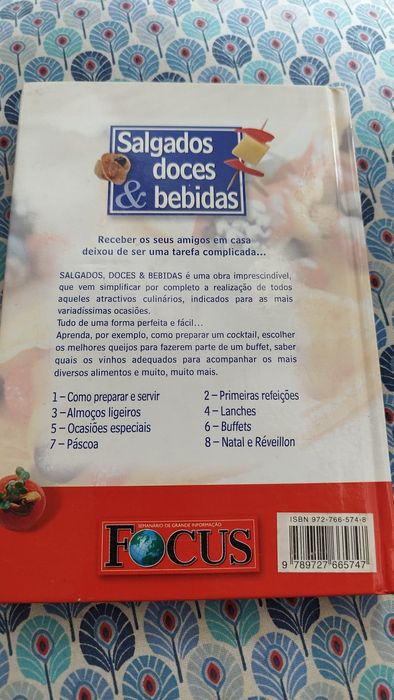 Salgados
doces
& bebidas
Receber os seus amigos em casa
deixou de ser uma tarefa complicada...
SALGADOS, DOCES & BEBIDAS é uma obra imprescindível,
que vem simplificar por completo a realização de todos
aqueles atractivos culinários, indicados para as mais
variadíssimas ocasiões.
Tudo de uma forma perfeita e fácil...
Aprenda, por exemplo, como preparar um cocktail, escolher
os melhores queijos para fazerem parte de um buffet, saber
quais os vinhos adequados para acompanhar os mais
diversos alimentos e muito, muito mais.
1 – Como preparar e servir 2 – Primeiras refeições
3 – Almoços ligeiros 4 – Lanches
5 – Ocasiões especiais 6 – Buffets
7 – Páscoa 8 – Natal e Réveillon
ISBN 972-766-574-8
9 789727 665747
SEMANÁRIO DE GRANDE INFORMAÇÃO
FOCUS